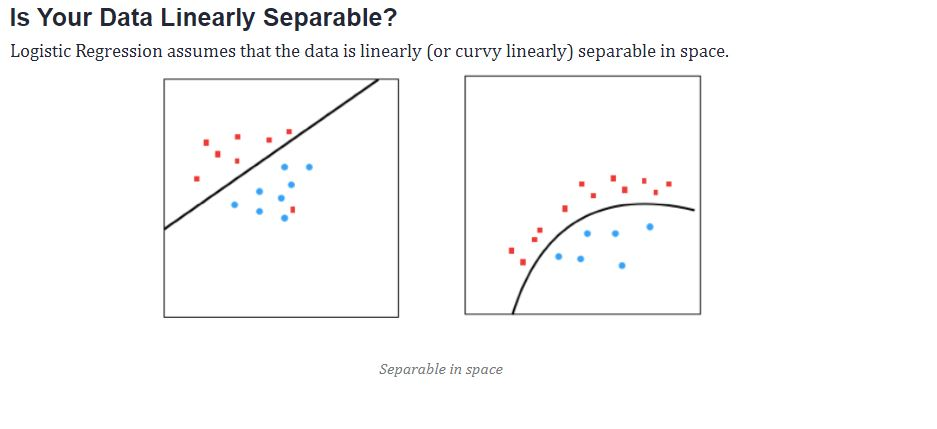 Is Your Data Linearly Separable?
Logistic Regression assumes that the data is linearly (or curvy linearly) separable in space.
Separable in space